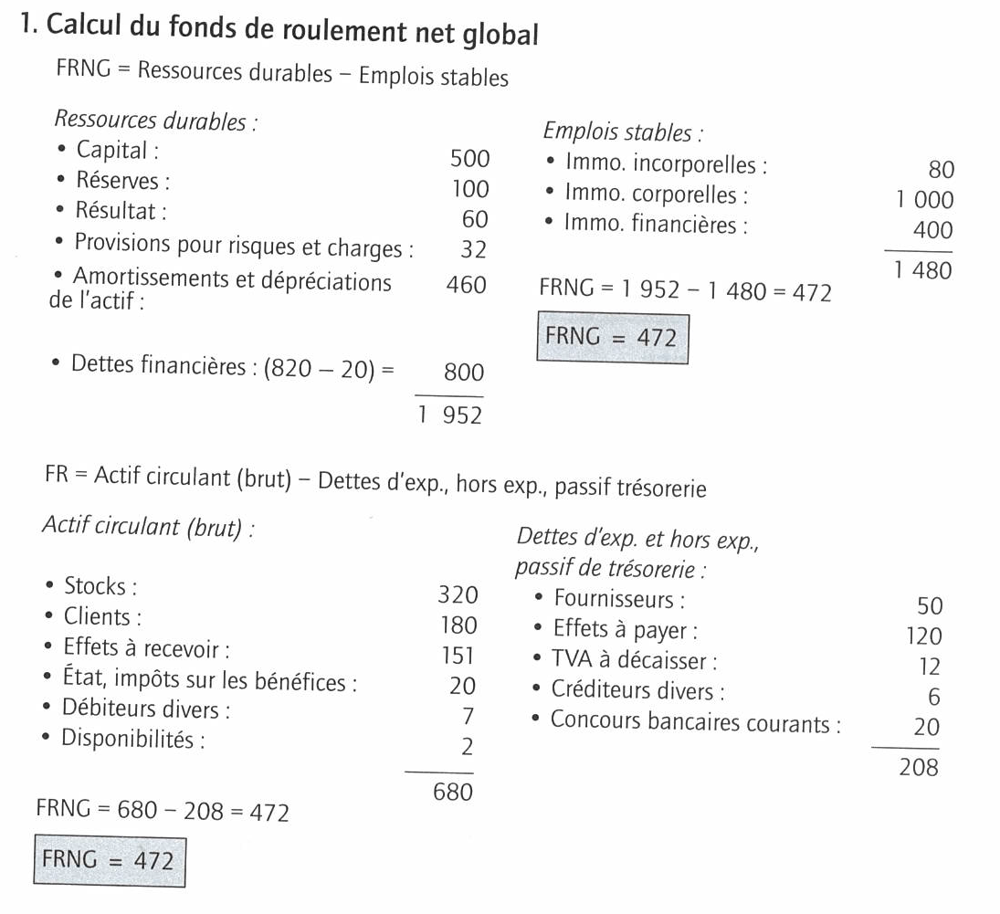 1. Calcul du fonds de roulement net global
FRNG = Ressources durables – Emplois stables
Ressources durables :
• Capital : 500
• Réserves : 100
• Résultat : 60
• Provisions pour risques et charges : 32
• Amortissements et dépréciations 460
de l'actif :
• Dettes financières : (820 – 20) = 800
1 952
Emplois stables :
• Immo. incorporelles : 80
• Immo. corporelles : 1 000
• Immo. financières : 400
1 480
FRNG = 1 952 – 1 480 = 472
FRNG = 472
FR = Actif circulant (brut) – Dettes d'exp., hors exp., passif trésorerie
Actif circulant (brut) :
• Stocks : 320
• Clients : 180
• Effets à recevoir : 151
• État, impôts sur les bénéfices : 20
• Débiteurs divers : 7
• Disponibilités : 2
680
Dettes d'exp. et hors exp.,
passif de trésorerie :
• Fournisseurs : 50
• Effets à payer : 120
• TVA à décaisser : 12
• Créditeurs divers : 6
• Concours bancaires courants : 20
208
FRNG = 680 – 208 = 472
FRNG = 472